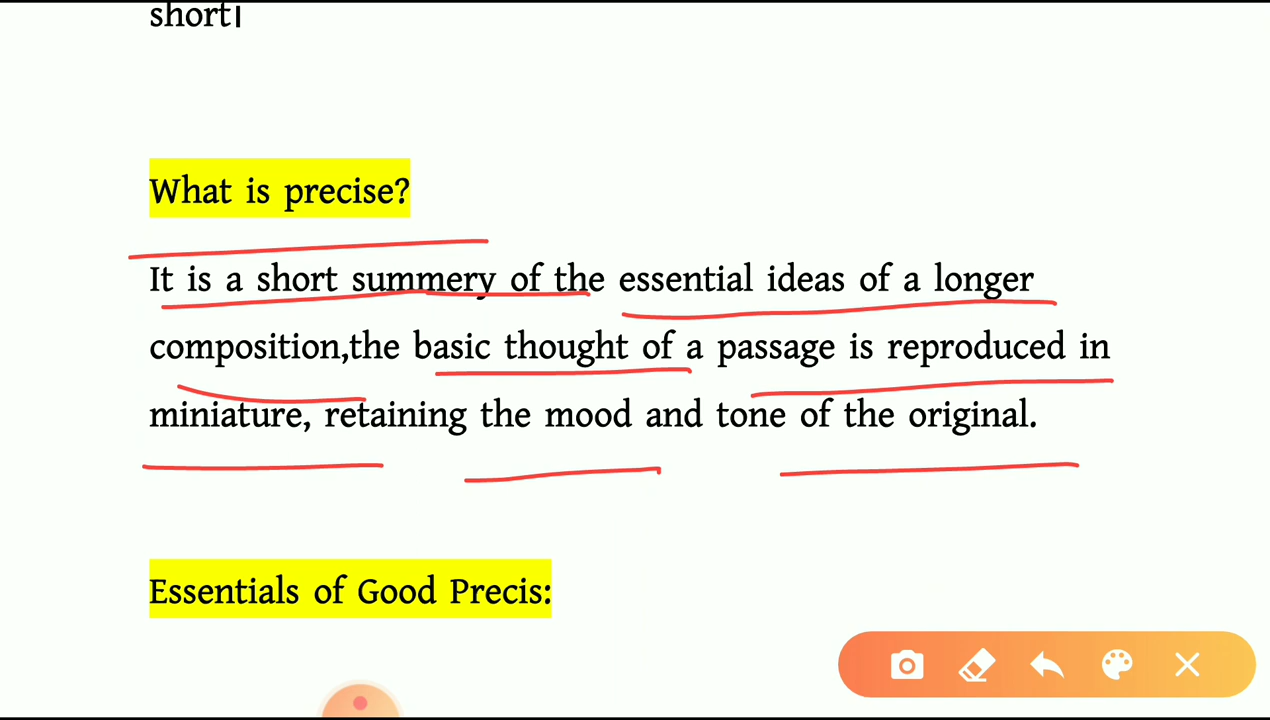 short।
What is precise?
It is a short summery of the essential ideas of a longer
composition,the basic thought of a passage is reproduced in
miniature, retaining the mood and tone of the original.
Essentials of Good Precis: